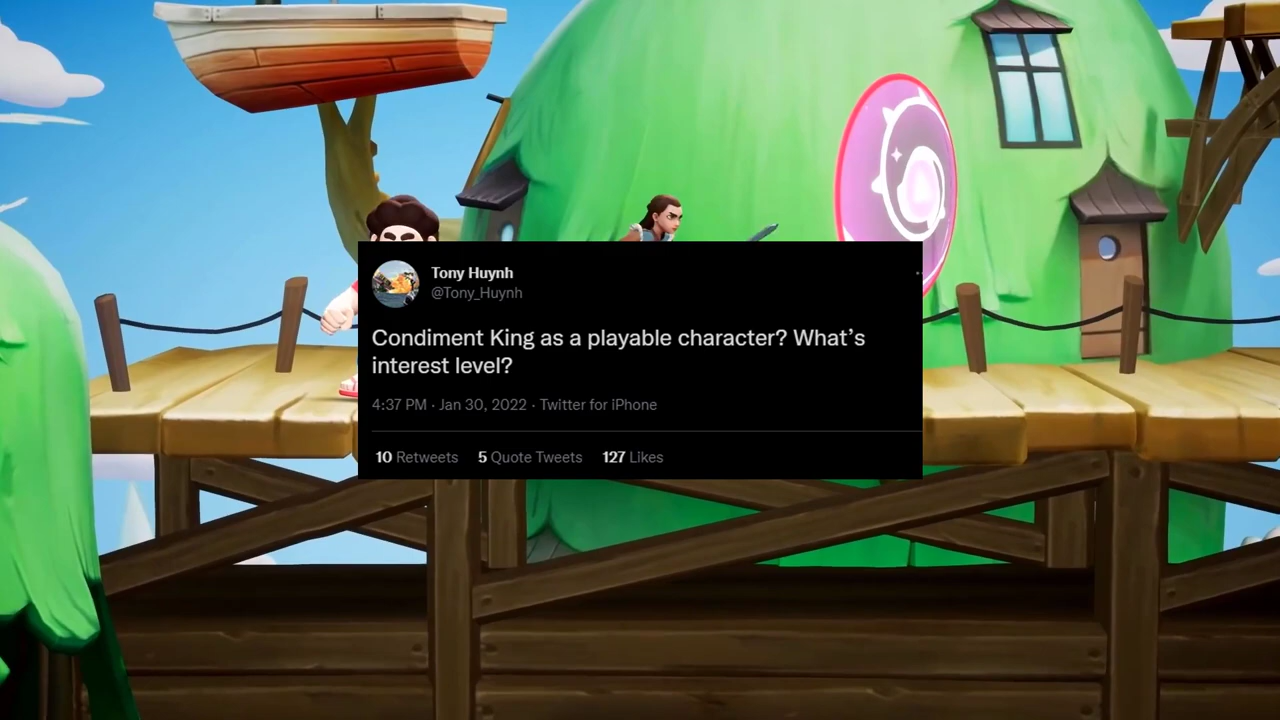 Tony Huynh
@Tony_Huynh
Condiment King as a playable character? What’s
interest level?
4:37 PM · Jan 30, 2022 · Twitter for iPhone
10 Retweets 5 Quote Tweets 127 Likes